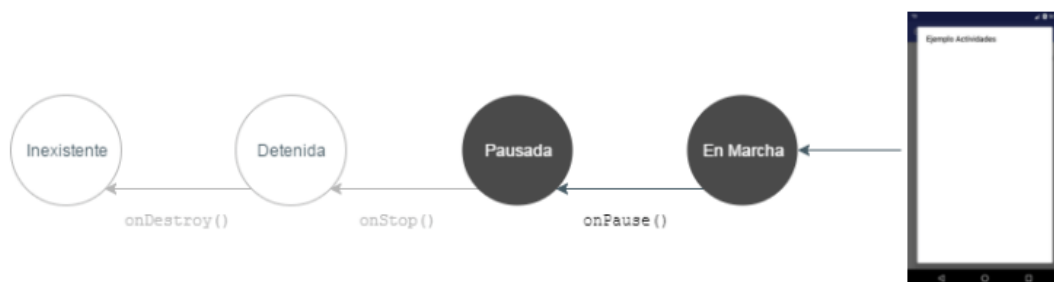 Ejemplo Actividades
Inexistente
Detenida
Pausada
En Marcha
onDestroy()
onStop()
onPause()